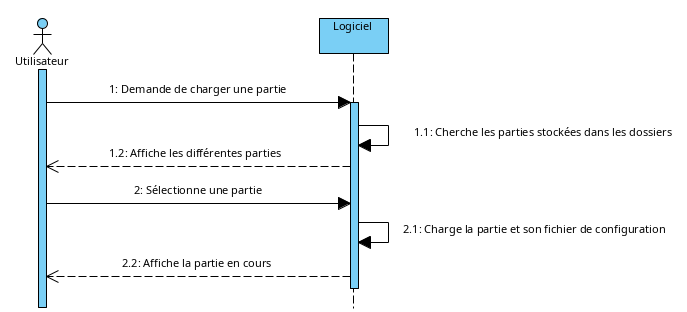 Logiciel
Utilisateur
1: Demande de charger une partie
1.1: Cherche les parties stockées dans les dossiers
1.2: Affiche les différentes parties
2: Sélectionne une partie
2.1: Charge la partie et son fichier de configuration
2.2: Affiche la partie en cours